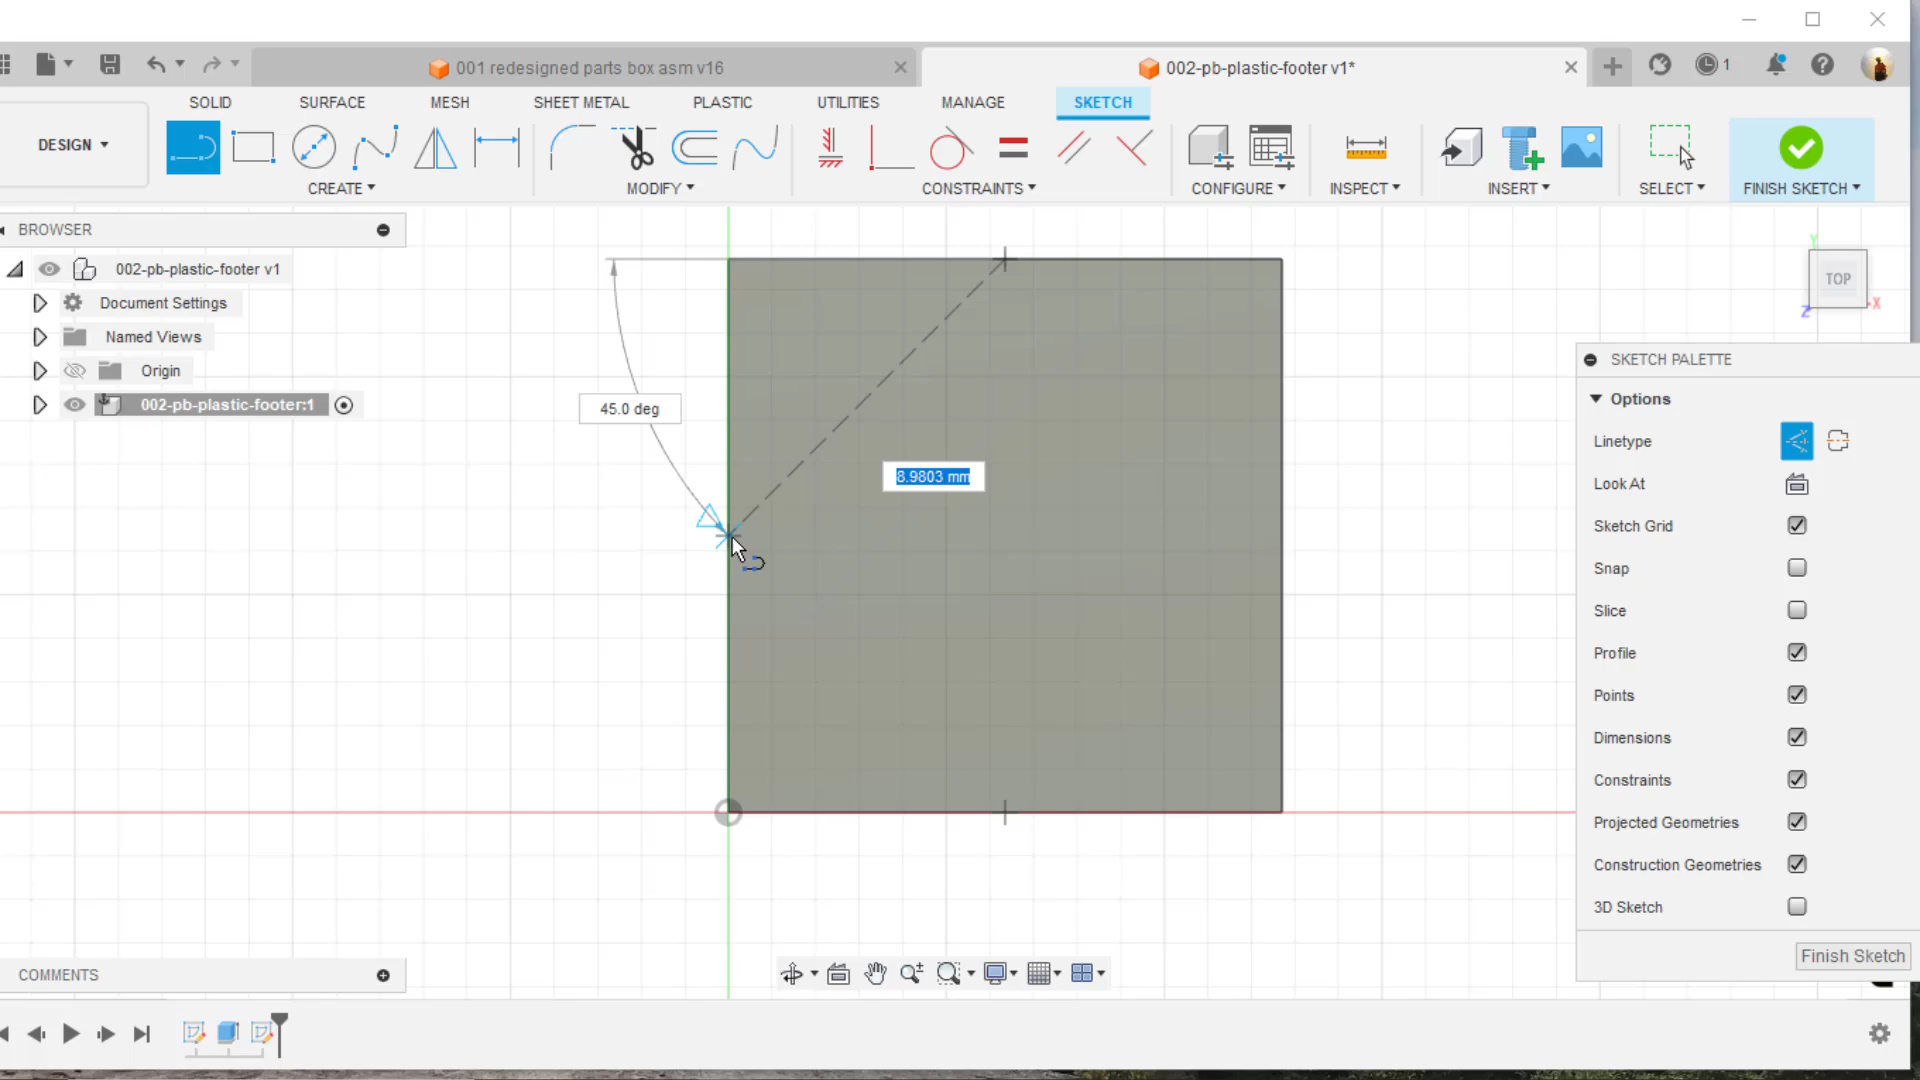 001 redesigned parts box asm v16
002-pb-plastic-footer v1*
1
SOLID
SURFACE
MESH
SHEET METAL
PLASTIC
UTILITIES
MANAGE
SKETCH
DESIGN
CREATE
MODIFY
CONSTRAINTS
CONFIGURE
INSPECT
INSERT
SELECT
FINISH SKETCH
BROWSER
002-pb-plastic-footer v1
Document Settings
Named Views
Origin
002-pb-plastic-footer:1
45.0 deg
8.9803 mm
Y
TOP
X
Z
SKETCH PALETTE
Options
Linetype
Look At
Sketch Grid
Snap
Slice
Profile
Points
Dimensions
Constraints
Projected Geometries
Construction Geometries
3D Sketch
Finish Sketch
COMMENTS